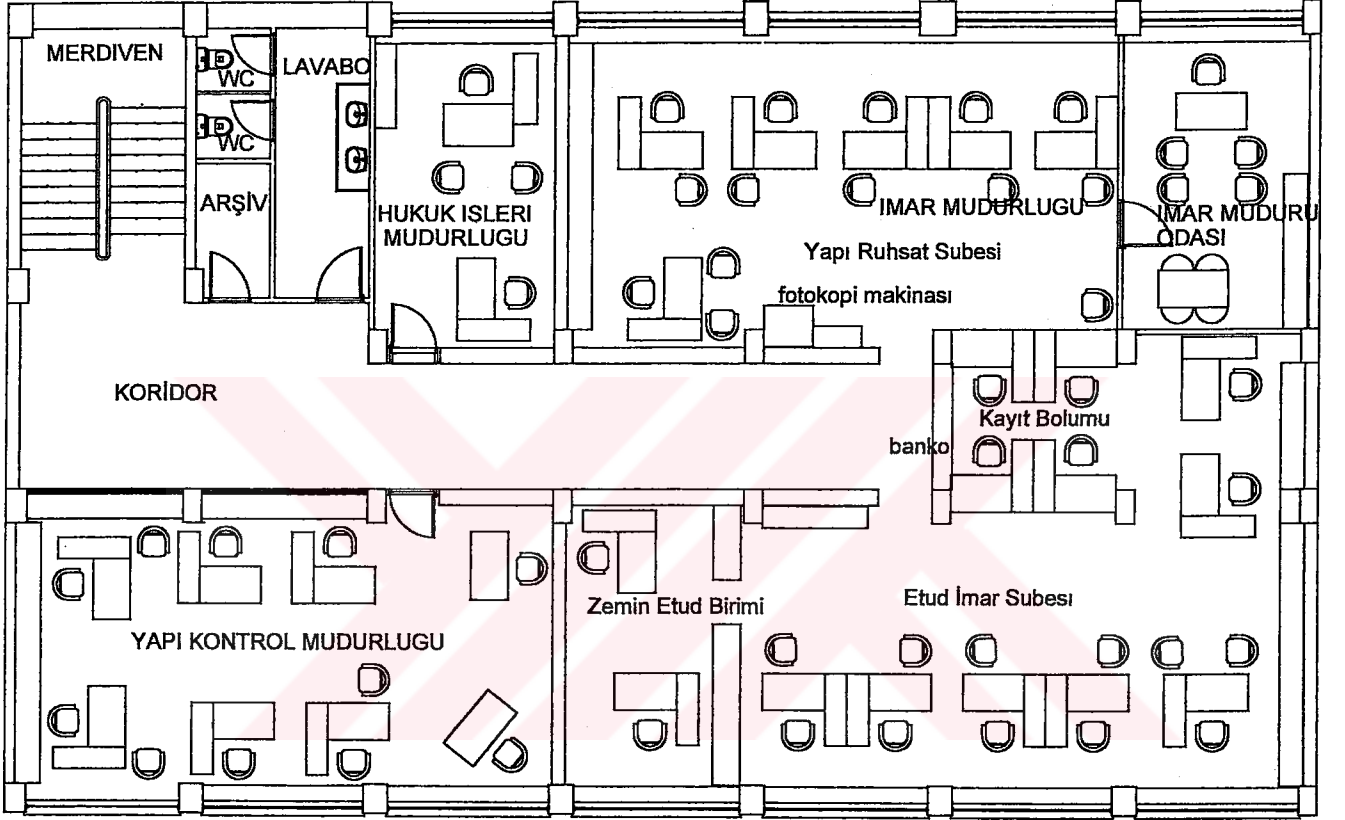 MERDIVEN
WC
LAVABO
WC
ARŞİV
HUKUK ISLERI
MUDURLUGU
IMAR MUDURLUGU
IMAR MUDURU
ODASI
Yapı Ruhsat Subesi
fotokopi makinası
KORİDOR
Kayıt Bolumu
banko
Zemin Etud Birimi
Etud İmar Subesı
YAPI KONTROL MUDURLUGU